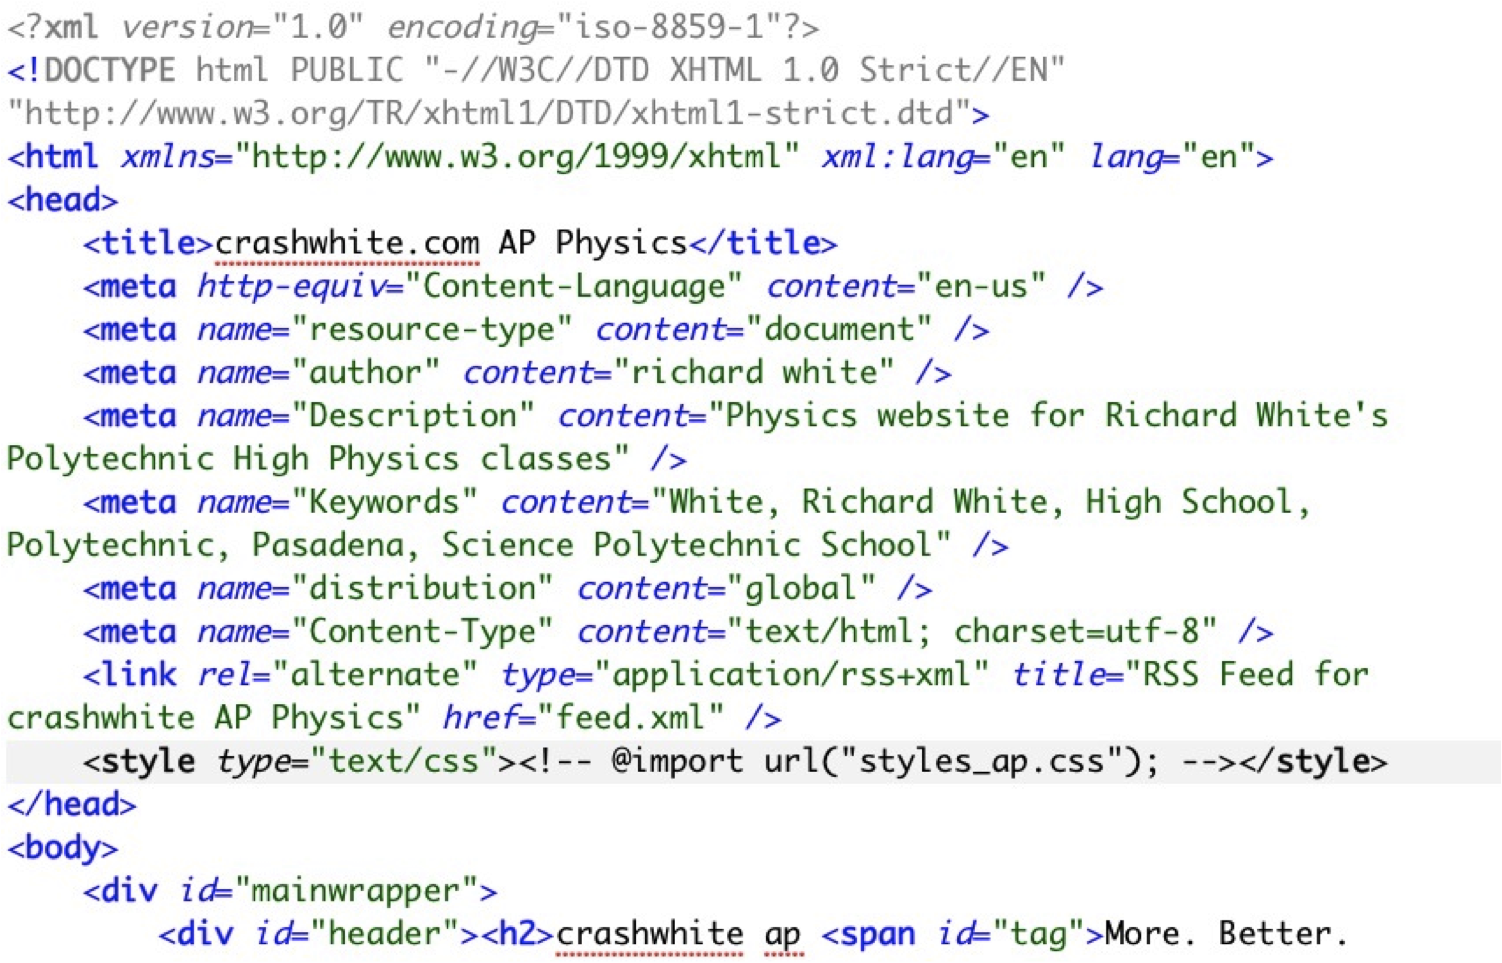 <?xml version="1.0" encoding="iso-8859-1"?>
<!DOCTYPE html PUBLIC "-//W3C//DTD XHTML 1.0 Strict//EN"
"http://www.w3.org/TR/xhtml1/DTD/xhtml1-strict.dtd">
<html xmlns="http://www.w3.org/1999/xhtml" xml:lang="en" lang="en">
<head>
    <title>crashwhite.com AP Physics</title>
    <meta http-equiv="Content-Language" content="en-us" />
    <meta name="resource-type" content="document" />
    <meta name="author" content="richard white" />
    <meta name="Description" content="Physics website for Richard White's
Polytechnic High Physics classes" />
    <meta name="Keywords" content="White, Richard White, High School,
Polytechnic, Pasadena, Science Polytechnic School" />
    <meta name="distribution" content="global" />
    <meta name="Content-Type" content="text/html; charset=utf-8" />
    <link rel="alternate" type="application/rss+xml" title="RSS Feed for
crashwhite AP Physics" href="feed.xml" />
    <style type="text/css"><!-- @import url("styles_ap.css"); --></style>
</head>
<body>
    <div id="mainwrapper">
        <div id="header"><h2>crashwhite ap <span id="tag">More. Better.